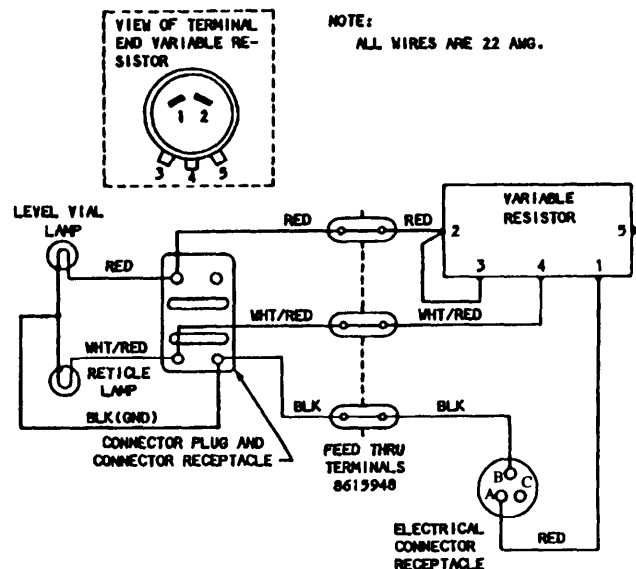 VIEW OF TERMINAL
END VARIABLE RE-
SISTOR
1 2
3 4 5
NOTE:
ALL WIRES ARE 22 AWG.
LEVEL VIAL
LAMP
RED
RED
RED
VARIABLE
RESISTOR
2
5
3
4
1
WHT/RED
WHT/RED
WHT/RED
RETICLE
LAMP
BLK(GND)
BLK
BLK
CONNECTOR PLUG AND
CONNECTOR RECEPTACLE
FEED THRU
TERMINALS
8615948
B
A
C
ELECTRICAL
CONNECTOR
RECEPTACLE
RED